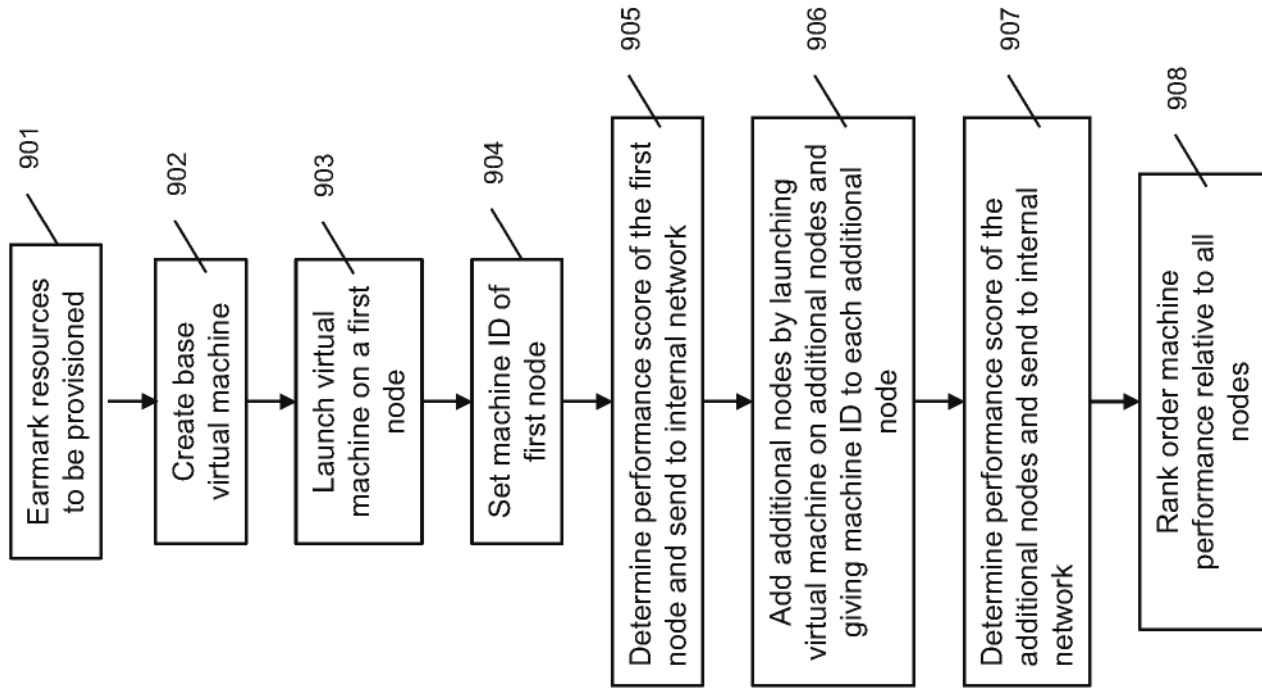 901
Earmark resources
to be provisioned
902
Create base
virtual machine
903
Launch virtual
machine on a first
node
904
Set machine ID of
first node
905
Determine performance score of the first
node and send to internal network
906
Add additional nodes by launching
virtual machine on additional nodes and
giving machine ID to each additional
node
907
Determine performance score of the
additional nodes and send to internal
network
908
Rank order machine
performance relative to all
nodes